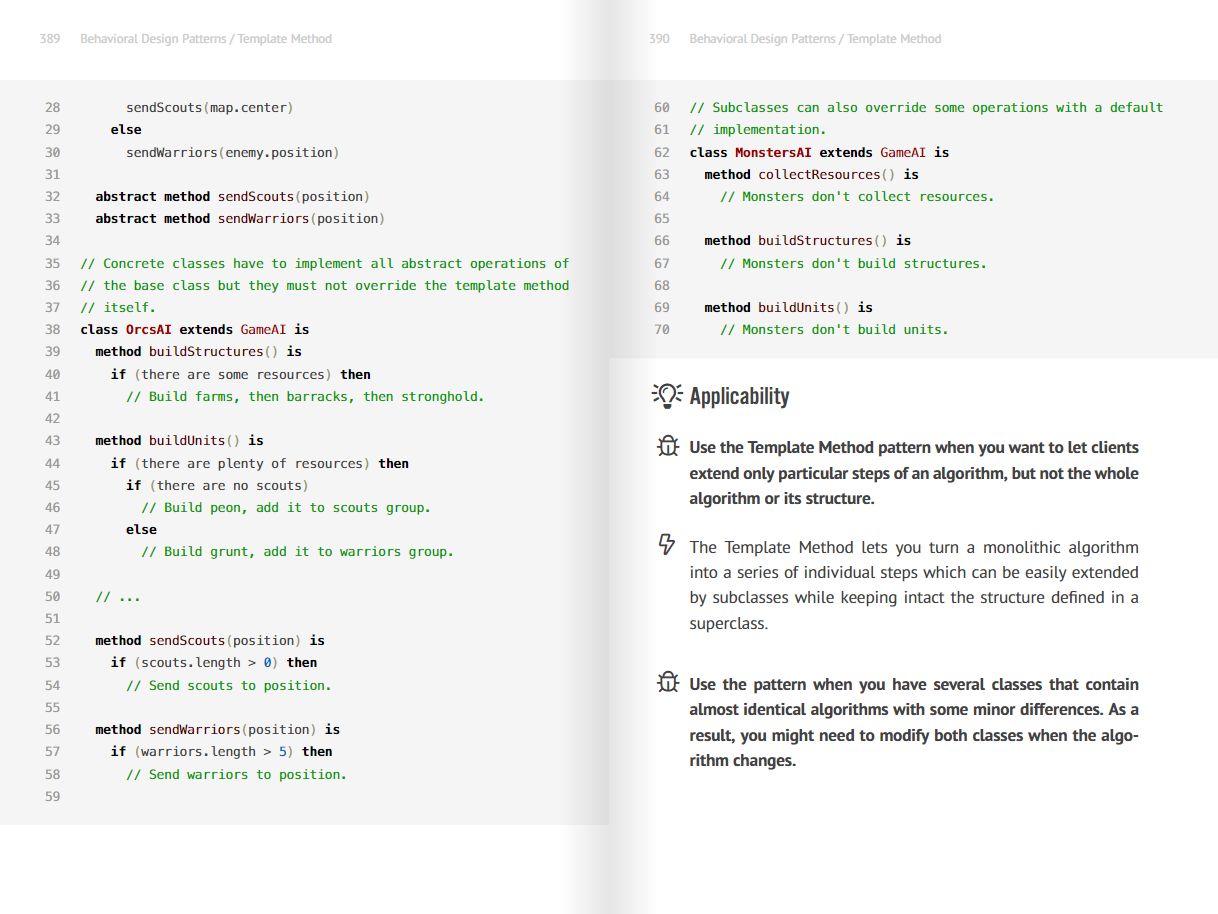 389 Behavioral Design Patterns / Template Method
28 sendScouts(map.center)
29 else
30 sendWarriors(enemy.position)
31
32 abstract method sendScouts(position)
33 abstract method sendWarriors(position)
34
35 // Concrete classes have to implement all abstract operations of
36 // the base class but they must not override the template method
37 // itself.
38 class OrcsAI extends GameAI is
39 method buildStructures() is
40 if (there are some resources) then
41 // Build farms, then barracks, then stronghold.
42
43 method buildUnits() is
44 if (there are plenty of resources) then
45 if (there are no scouts)
46 // Build peon, add it to scouts group.
47 else
48 // Build grunt, add it to warriors group.
49
50 // ...
51
52 method sendScouts(position) is
53 if (scouts.length > 0) then
54 // Send scouts to position.
55
56 method sendWarriors(position) is
57 if (warriors.length > 5) then
58 // Send warriors to position.
59
390 Behavioral Design Patterns / Template Method
60 // Subclasses can also override some operations with a default
61 // implementation.
62 class MonstersAI extends GameAI is
63 method collectResources() is
64 // Monsters don't collect resources.
65
66 method buildStructures() is
67 // Monsters don't build structures.
68
69 method buildUnits() is
70 // Monsters don't build units.
Applicability
Use the Template Method pattern when you want to let clients
extend only particular steps of an algorithm, but not the whole
algorithm or its structure.
The Template Method lets you turn a monolithic algorithm
into a series of individual steps which can be easily extended
by subclasses while keeping intact the structure defined in a
superclass.
Use the pattern when you have several classes that contain
almost identical algorithms with some minor differences. As a
result, you might need to modify both classes when the algo-
rithm changes.